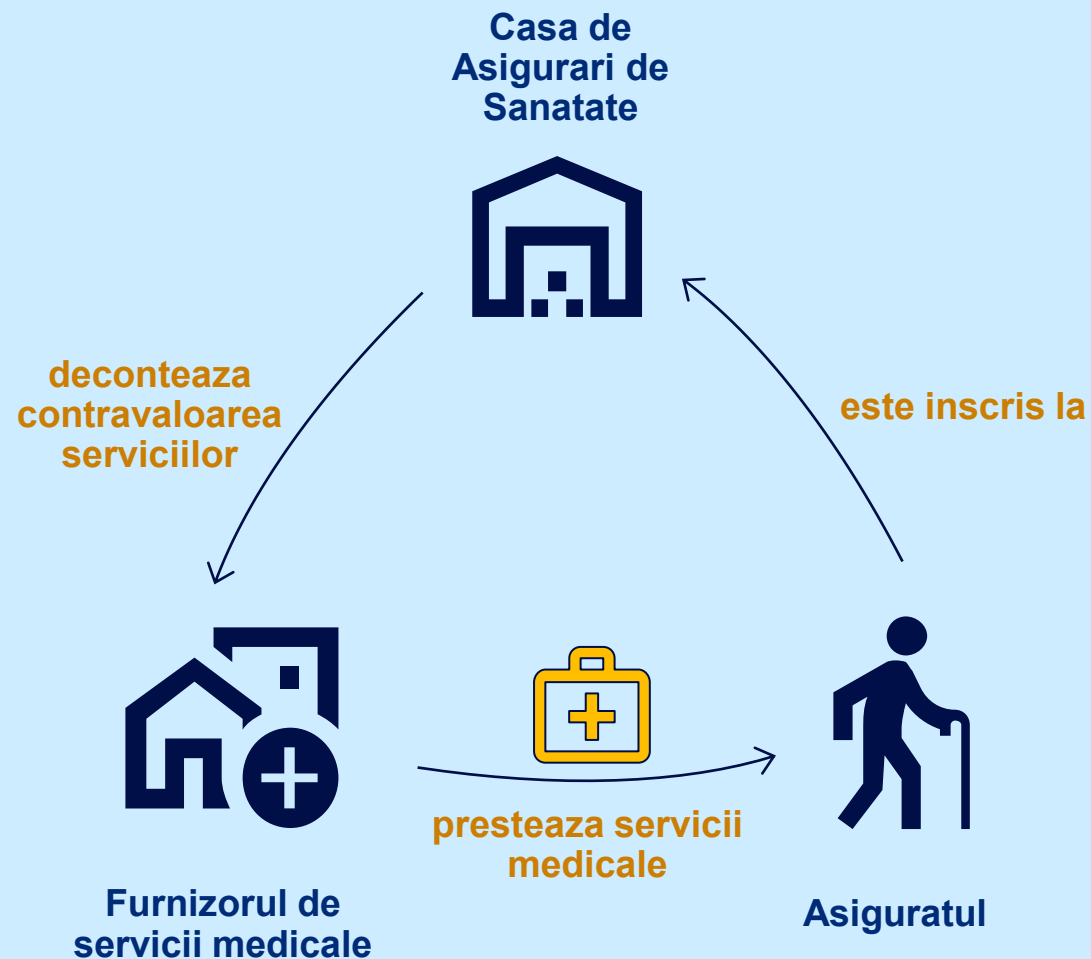 Casa de
Asigurari de
Sanatate
deconteaza
contravaloarea
serviciilor
este inscris la
presteaza servicii
medicale
Furnizorul de
servicii medicale
Asiguratul